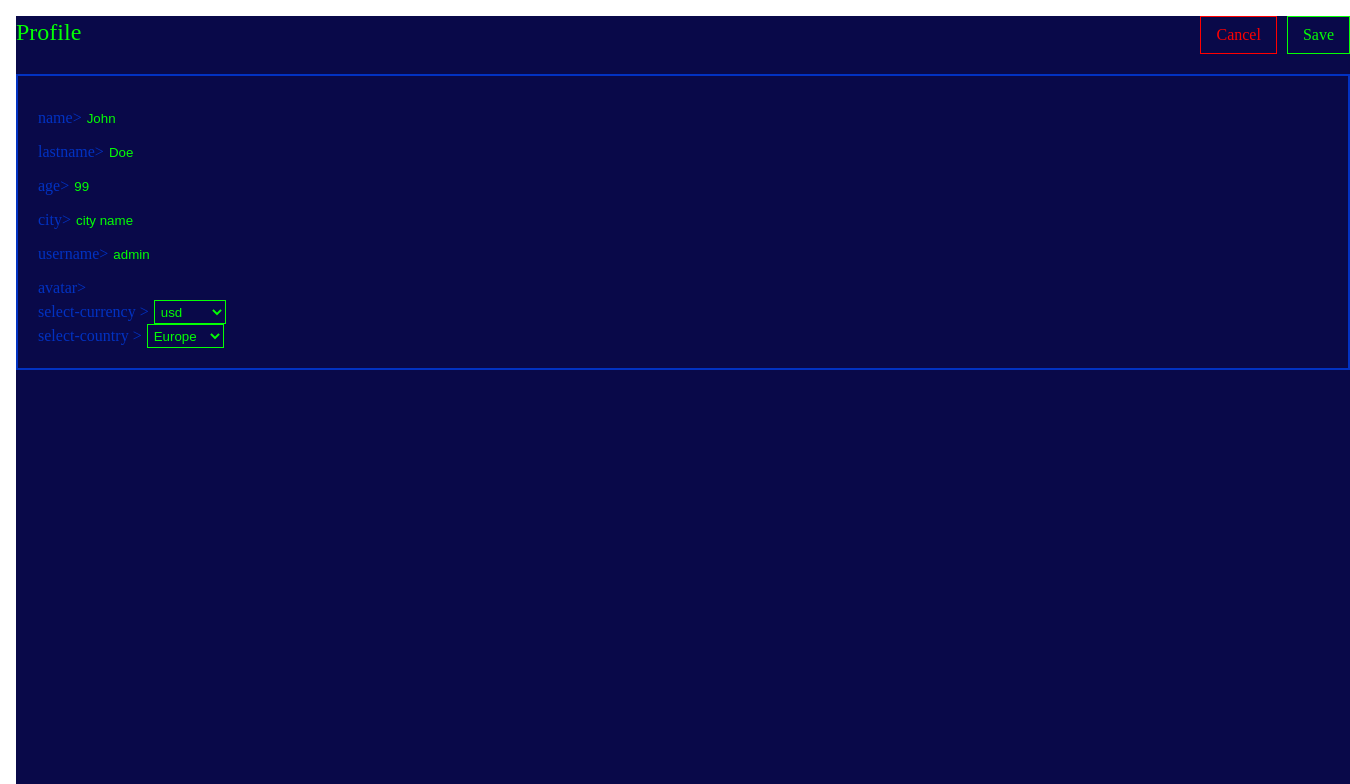 Profile
Cancel
Save
name> John
lastname> Doe
age> 99
city> city name
username> admin
avatar>
select-currency > usd
select-country > Europe